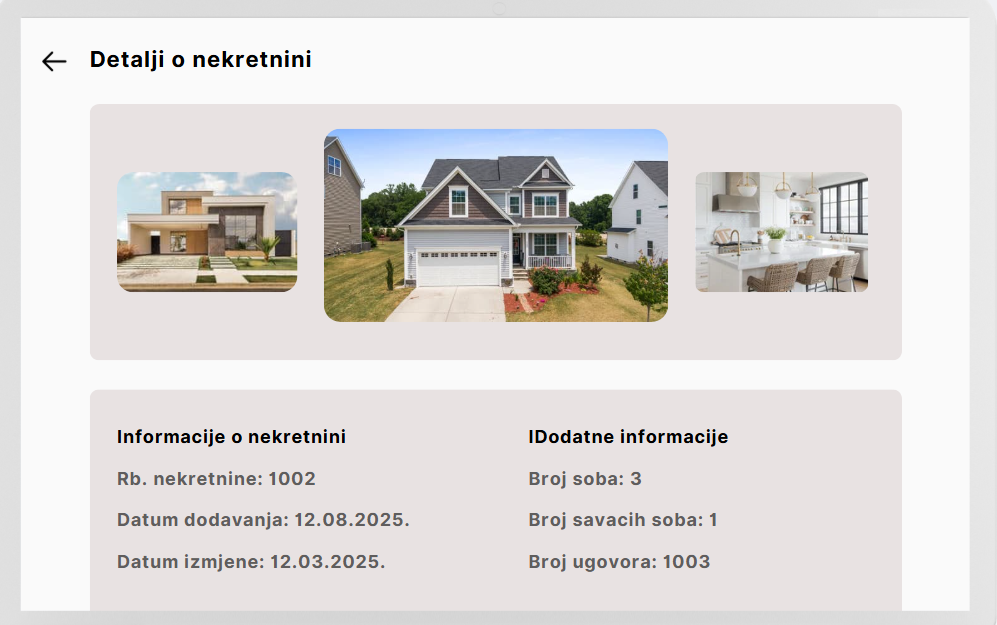 Detalji o nekretnini
Informacije o nekretnini
Rb. nekretnine: 1002
Datum dodavanja: 12.08.2025.
Datum izmjene: 12.03.2025.
IDodatne informacije
Broj soba: 3
Broj savacih soba: 1
Broj ugovora: 1003